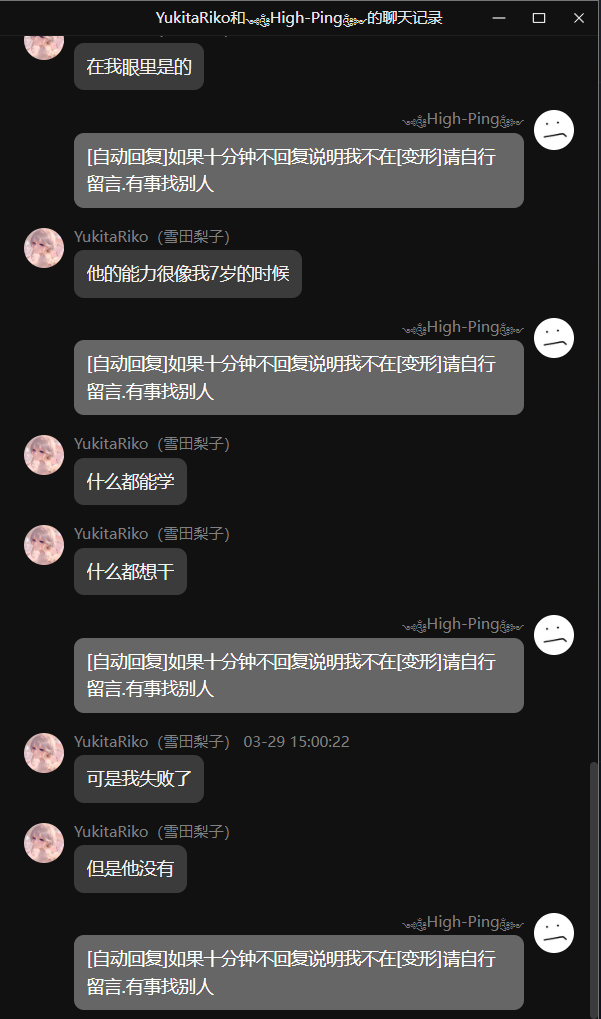 YukitaRiko和ﻬஐHigh-Pingஐﻬ的聊天记录
在我眼里是的
High-Ping
[自动回复]如果十分钟不回复说明我不在[变形]请自行
留言.有事找别人
YukitaRiko（雪田梨子）
他的能力很像我7岁的时候
High-Ping
[自动回复]如果十分钟不回复说明我不在[变形]请自行
留言.有事找别人
YukitaRiko（雪田梨子）
什么都能学
YukitaRiko（雪田梨子）
什么都想干
High-Ping
[自动回复]如果十分钟不回复说明我不在[变形]请自行
留言.有事找别人
YukitaRiko（雪田梨子） 03-29 15:00:22
可是我失败了
YukitaRiko（雪田梨子）
但是他没有
High-Ping
[自动回复]如果十分钟不回复说明我不在[变形]请自行
留言.有事找别人